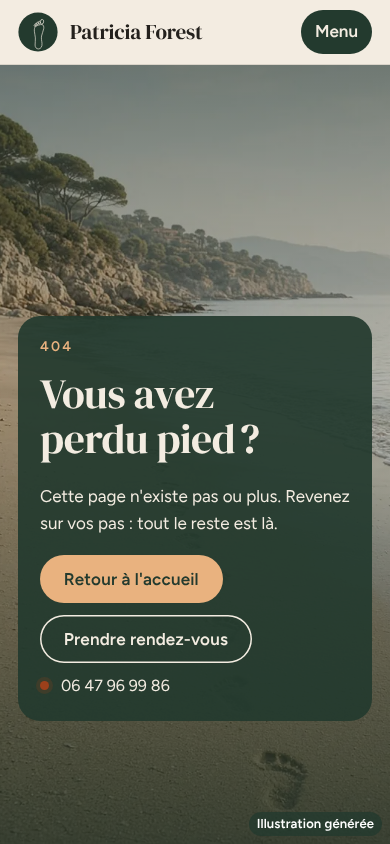 Patricia Forest
Menu
404
Vous avez
perdu pied ?
Cette page n'existe pas ou plus. Revenez
sur vos pas : tout le reste est là.
Retour à l'accueil
Prendre rendez-vous
06 47 96 99 86
Illustration générée